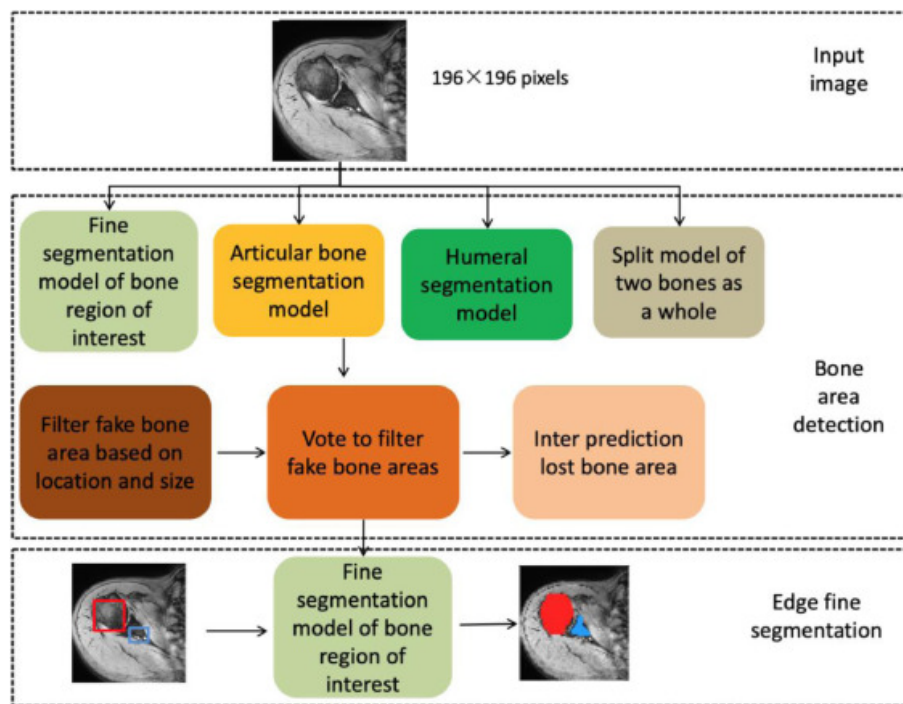 196×196 pixels
Input
image
Fine
segmentation
model of bone
region of
interest
Articular bone
segmentation
model
Humeral
segmentation
model
Split model of
two bones as
a whole
Bone
area
detection
Filter fake bone
area based on
location and size
Vote to filter
fake bone areas
Inter prediction
lost bone area
Fine
segmentation
model of bone
region of
interest
Edge fine
segmentation